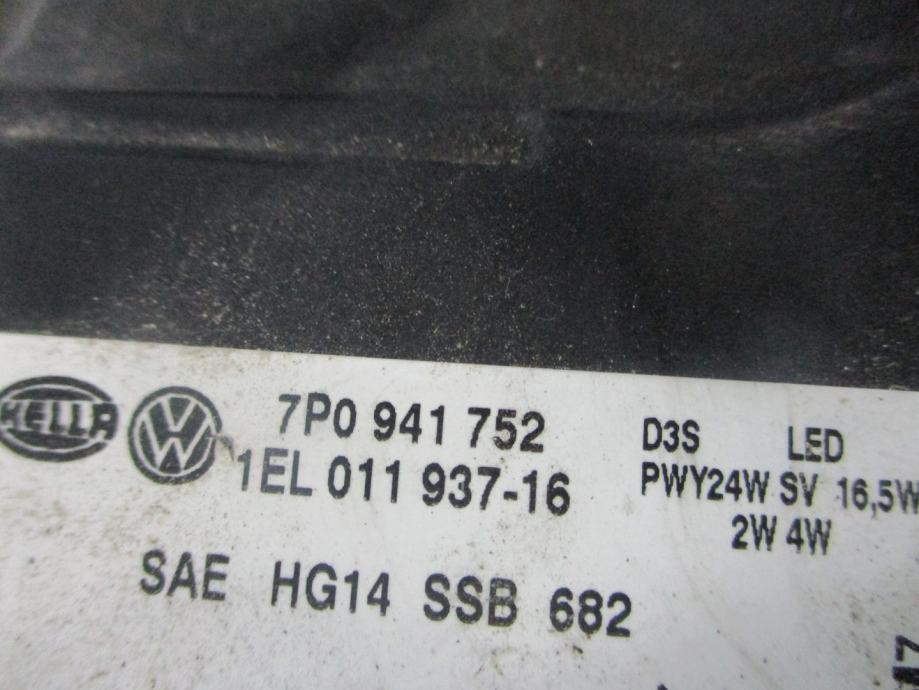 HELLA
7P0 941 752
1EL 011 937-16
D3S LED
PWY24W SV 16,5W
2W 4W
SAE HG14 SSB 682
17